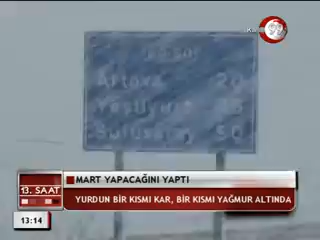 Artova 20
Yeşilyurt
Sulusaray 50
MART YAPACAĞINI YAPTI
13. SAAT
YURDUN BİR KISMI KAR, BİR KISMI YAĞMUR ALTINDA
13:14